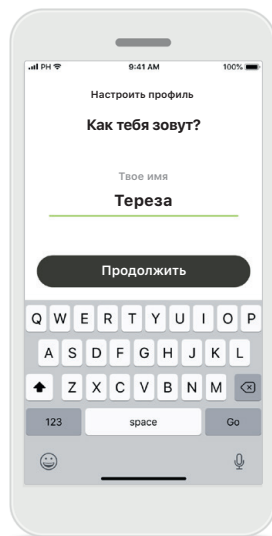 PH 9:41 AM 100%
Настроить профиль
Как тебя зовут?
Твое имя
Тереза
Продолжить
Q W E R T Y U I O P
A S D F G H J K L
Z X C V B N M
123 space Go